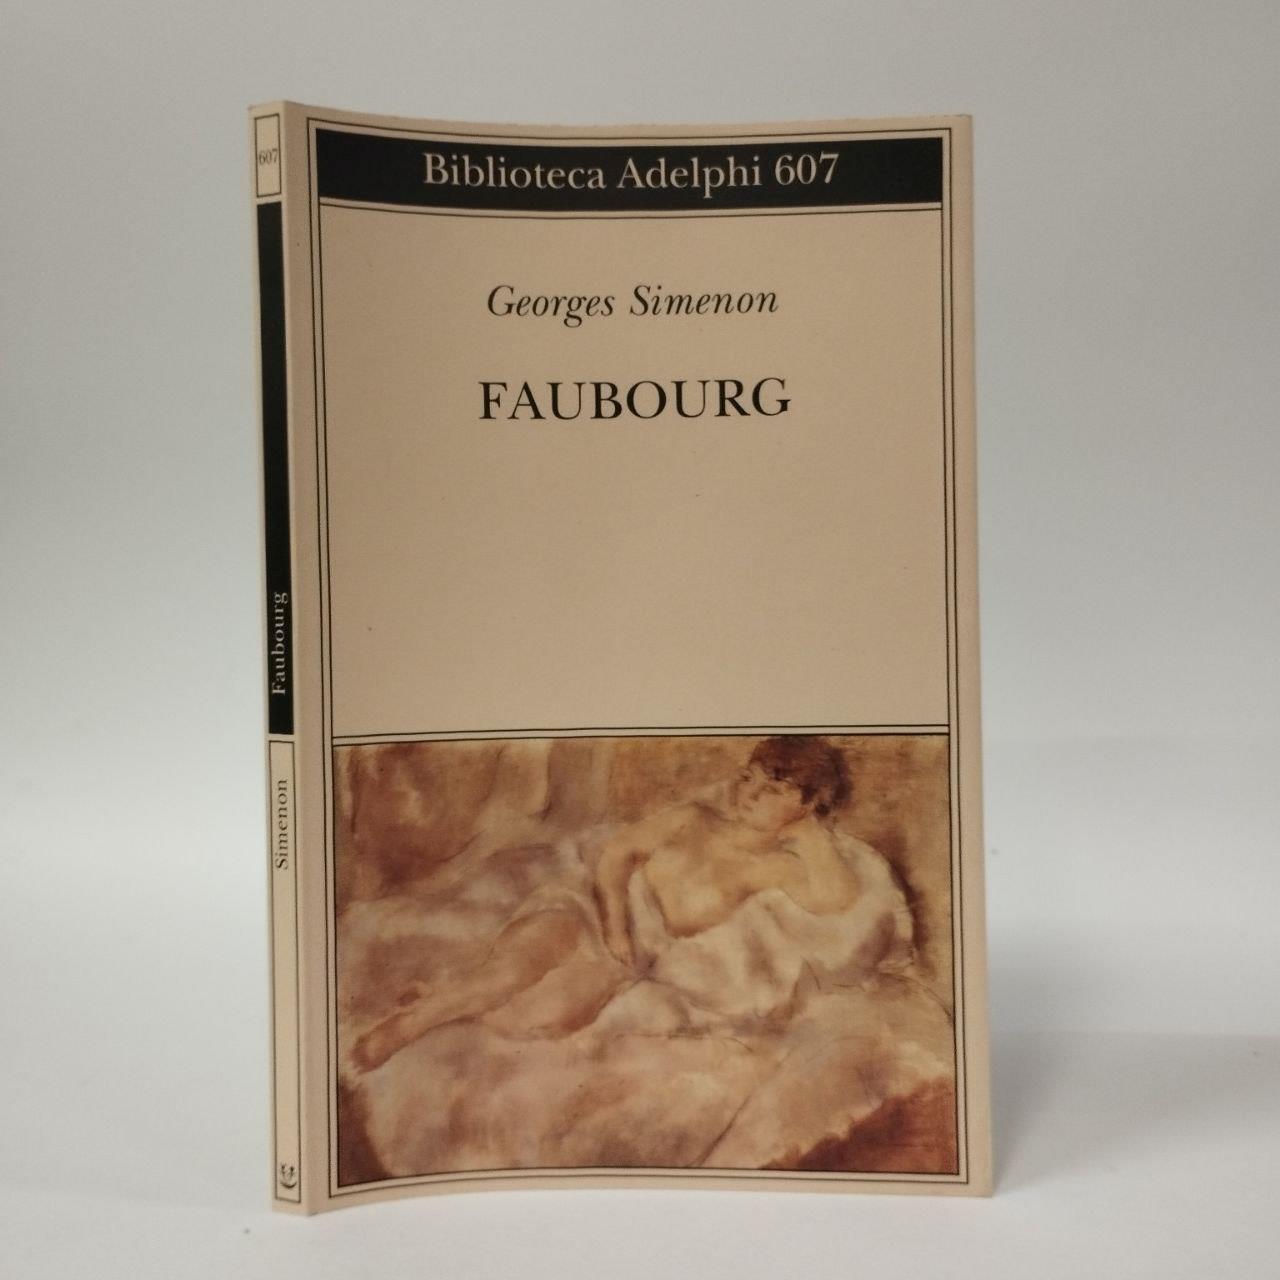 Biblioteca Adelphi 607
Georges Simenon
FAUBOURG
607
Faubourg
Simenon